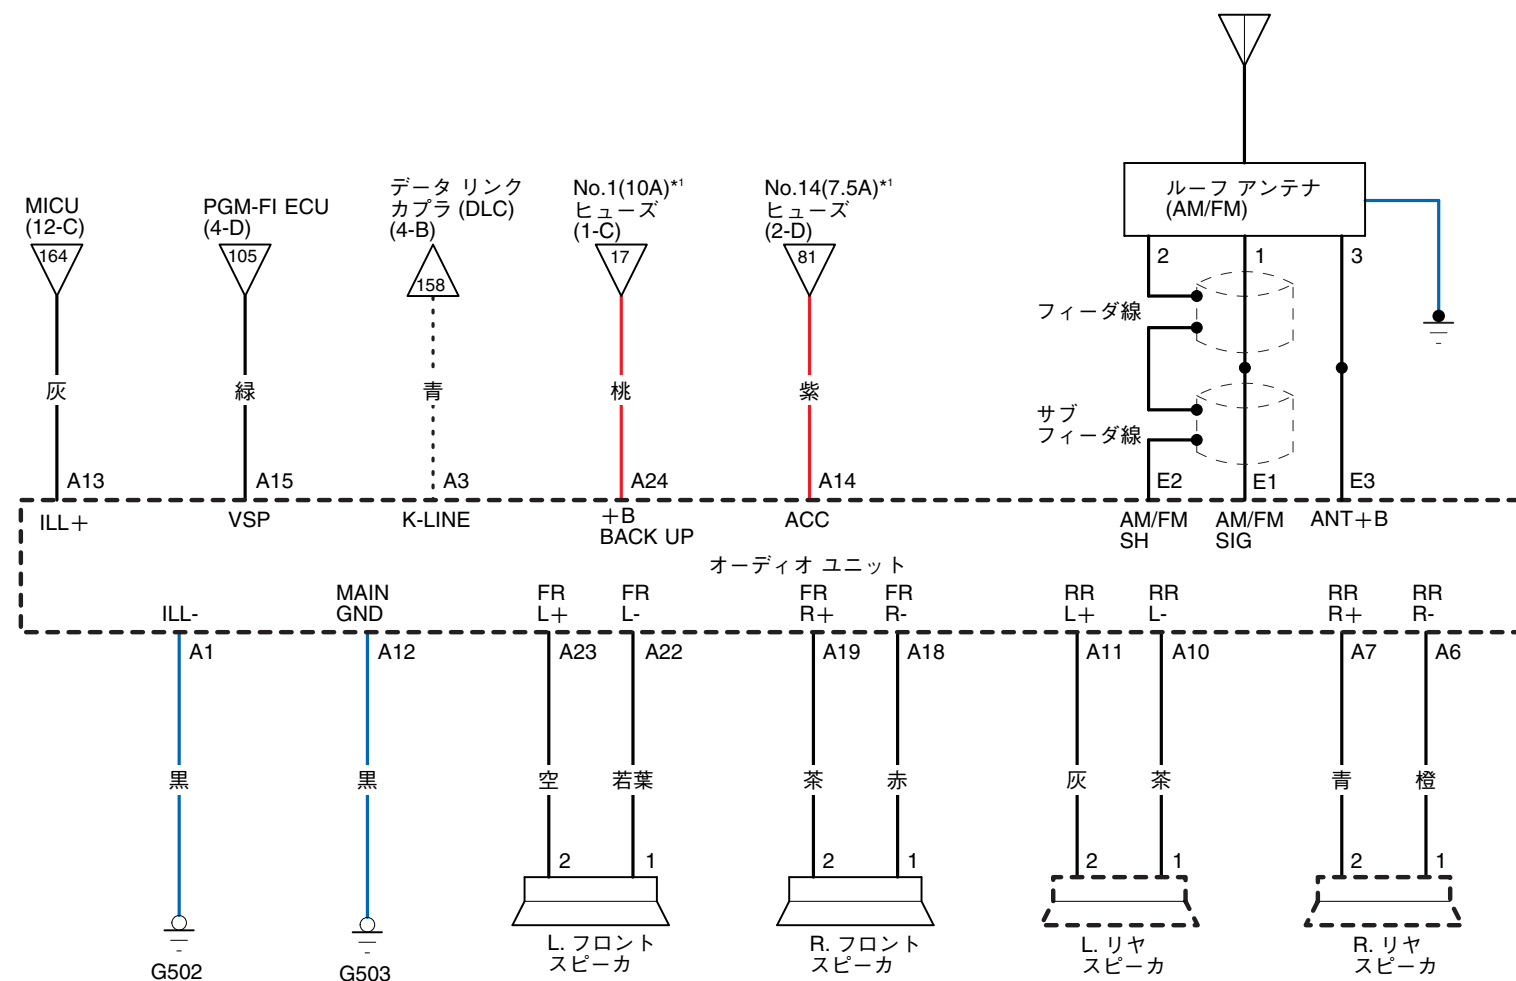 MICU
(12-C)
164
PGM-FI ECU
(4-D)
105
データ リンク
カプラ (DLC)
(4-B)
158
No.1(10A)*1
ヒューズ
(1-C)
17
No.14(7.5A)*1
ヒューズ
(2-D)
81
ルーフ アンテナ
(AM/FM)
2
1
3
フィーダ線
サブ
フィーダ線
灰
緑
青
桃
紫
A13
A15
A3
A24
A14
E2
E1
E3
ILL+
VSP
K-LINE
+B
BACK UP
ACC
AM/FM
SH
AM/FM
SIG
ANT+B
オーディオ ユニット
ILL-
MAIN
GND
FR
L+
FR
L-
FR
R+
FR
R-
RR
L+
RR
L-
RR
R+
RR
R-
A1
A12
A23
A22
A19
A18
A11
A10
A7
A6
黒
黒
空
若葉
茶
赤
灰
茶
青
橙
2
1
2
1
2
1
2
1
G502
G503
L. フロント
スピーカ
R. フロント
スピーカ
L. リヤ
スピーカ
R. リヤ
スピーカ